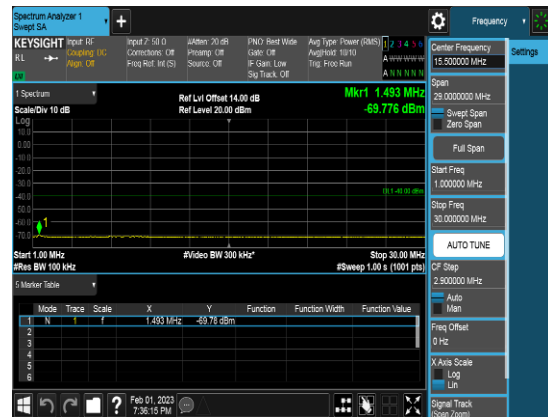 Spectrum Analyzer 1
Swept SA
Frequency
KEYSIGHT Input: RF
RL
Coupling: DC
Align: Off
Input Z: 50 Ω
Corrections: Off
Freq Ref: Int (S)
#Atten: 20 dB
Preamp: Off
Source: Off
PNO: Best Wide
Gate: Off
IF Gain: Low
Sig Track: Off
Avg Type: Power (RMS)
Avg|Hold: 10/10
Trig: Free Run
1 2 3 4 5 6
A W W W W W
A N N N N N
1 Spectrum
Scale/Div 10 dB
Log
Ref Lvl Offset 14.00 dB
Ref Level 20.00 dBm
Mkr1 1.493 MHz
-69.776 dBm
10.0
0.00
-10.0
-20.0
-30.0
-40.0
-50.0
-60.0
-70.0
1
DL1 -40.00 dBm
Start 1.00 MHz
#Video BW 300 kHz*
Stop 30.00 MHz
#Res BW 100 kHz
#Sweep 1.00 s (1001 pts)
5 Marker Table
Mode Trace Scale X Y Function Function Width Function Value
1 N 1 f 1.493 MHz -69.78 dBm
2
3
4
5
6
Feb 01, 2023
7:36:15 PM
Center Frequency
15.500000 MHz
Settings
Span
29.0000000 MHz
Swept Span
Zero Span
Full Span
Start Freq
1.000000 MHz
Stop Freq
30.000000 MHz
AUTO TUNE
CF Step
2.900000 MHz
Auto
Man
Freq Offset
0 Hz
X Axis Scale
Log
Lin
Signal Track
(Span Zoom)